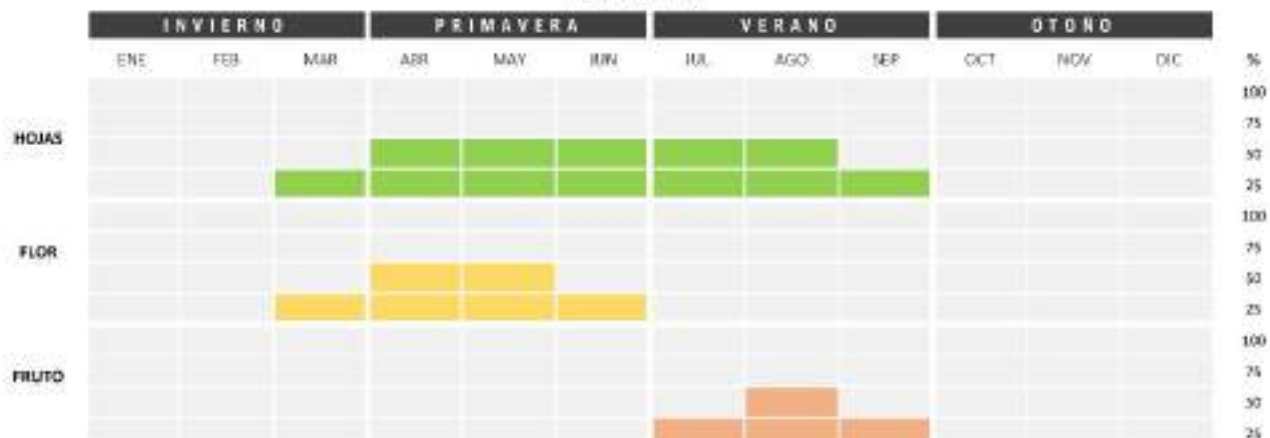 INVIERNO PRIMAVERA VERANO OTOÑO
ENE FEB MAR ABR MAY JUN JUL AGO SEP OCT NOV DIC %
100
75
HOJAS
50
25
100
FLOR 75
50
25
100
FRUTO 75
50
25